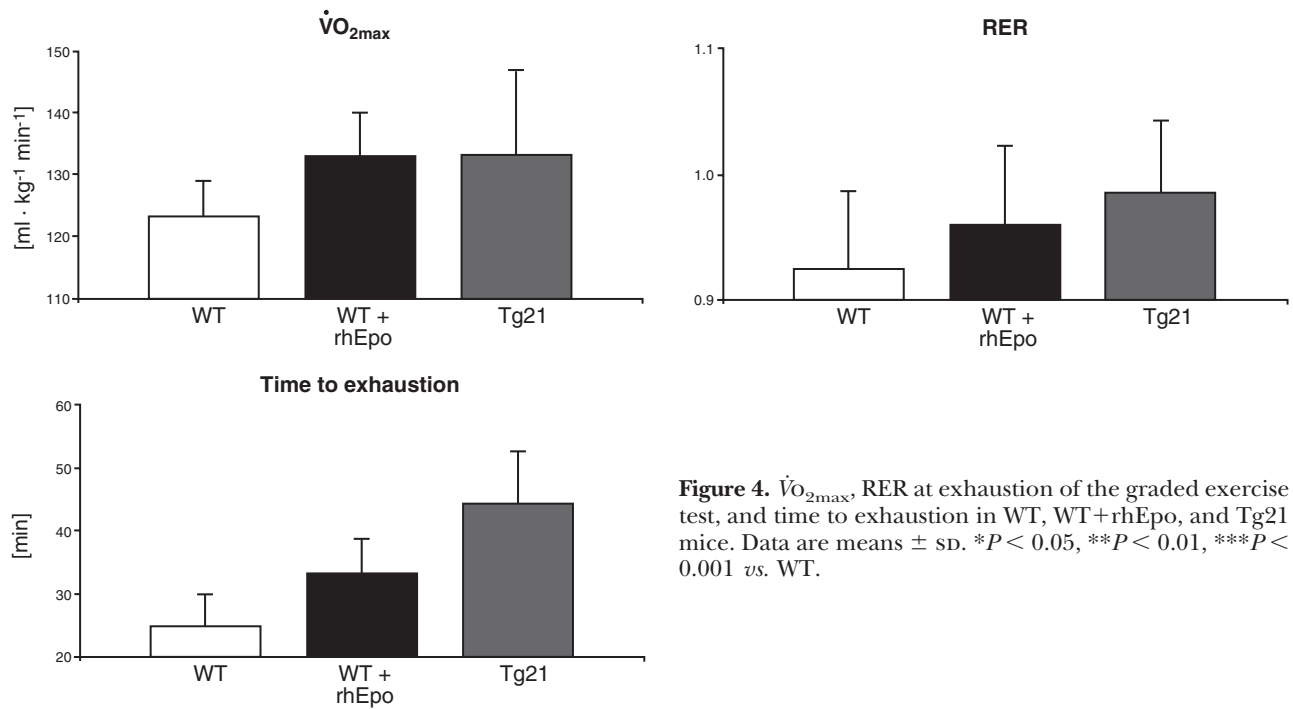 V̇O₂max
150
140
130
120
110
[ml · kg⁻¹ min⁻¹]
WT
WT +
rhEpo
Tg21
RER
1.1
1.0
0.9
WT
WT +
rhEpo
Tg21
Time to exhaustion
60
50
40
30
20
[min]
WT
WT +
rhEpo
Tg21
Figure 4. V̇O₂max, RER at exhaustion of the graded exercise
test, and time to exhaustion in WT, WT+rhEpo, and Tg21
mice. Data are means ± SD. *P < 0.05, **P < 0.01, ***P <
0.001 vs. WT.